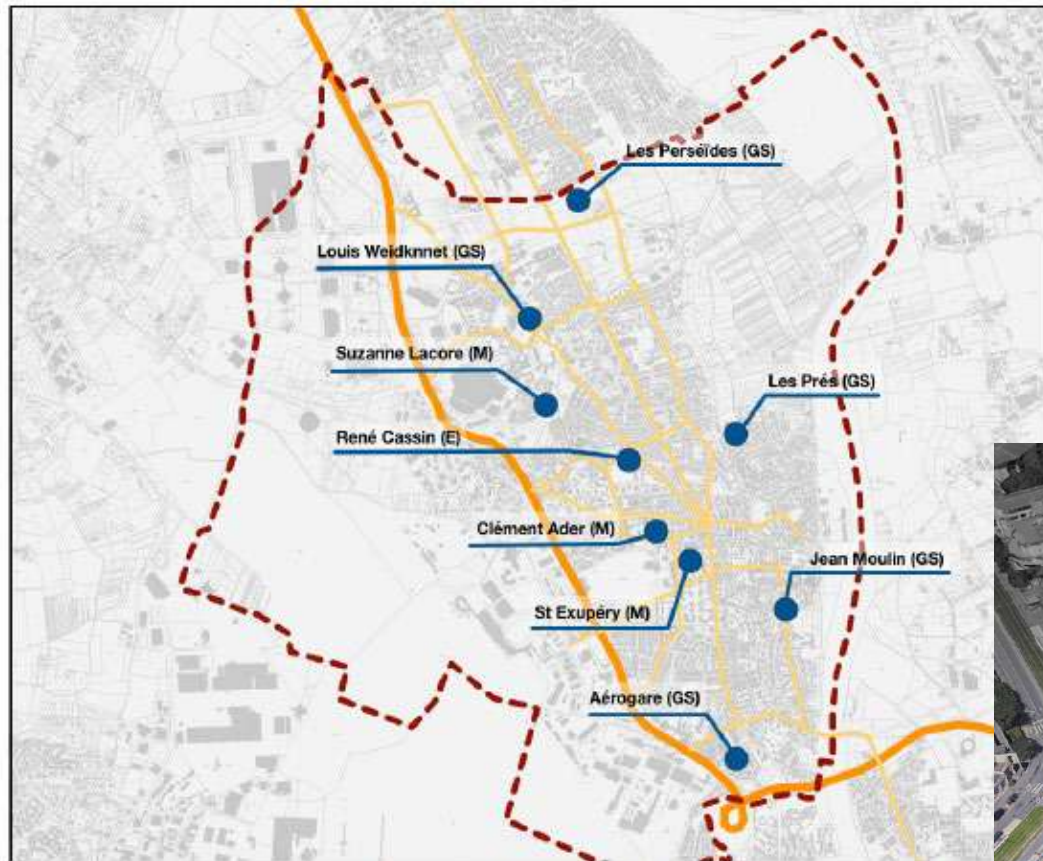 Les Perséïdes (GS)
Louis Weidknnet (GS)
Suzanne Lacore (M)
Les Prés (GS)
René Cassin (E)
Clément Ader (M)
Jean Moulin (GS)
St Exupéry (M)
Aérogare (GS)